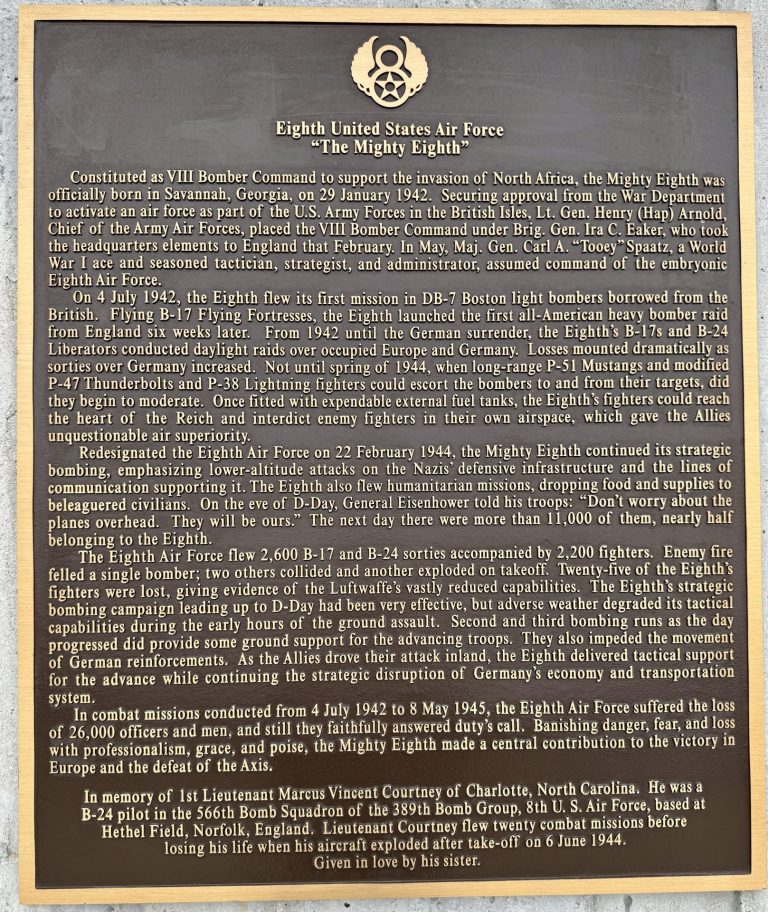 8
Eighth United States Air Force
“The Mighty Eighth”
Constituted as VIII Bomber Command to support the invasion of North Africa, the Mighty Eighth was
officially born in Savannah, Georgia, on 29 January 1942. Securing approval from the War Department
to activate an air force as part of the U.S. Army Forces in the British Isles, Lt. Gen. Henry (Hap) Arnold,
Chief of the Army Air Forces, placed the VIII Bomber Command under Brig. Gen. Ira C. Eaker, who took
the headquarters elements to England that February. In May, Maj. Gen. Carl A. “Tooey” Spaatz, a World
War I ace and seasoned tactician, strategist, and administrator, assumed command of the embryonic
Eighth Air Force.
On 4 July 1942, the Eighth flew its first mission in DB-7 Boston light bombers borrowed from the
British. Flying B-17 Flying Fortresses, the Eighth launched the first all-American heavy bomber raid
from England six weeks later. From 1942 until the German surrender, the Eighth’s B-17s and B-24
Liberators conducted daylight raids over occupied Europe and Germany. Losses mounted dramatically as
sorties over Germany increased. Not until spring of 1944, when long-range P-51 Mustangs and modified
P-47 Thunderbolts and P-38 Lightning fighters could escort the bombers to and from their targets, did
they begin to moderate. Once fitted with expendable external fuel tanks, the Eighth’s fighters could reach
the heart of the Reich and interdict enemy fighters in their own airspace, which gave the Allies
unquestionable air superiority.
Redesignated the Eighth Air Force on 22 February 1944, the Mighty Eighth continued its strategic
bombing, emphasizing lower-altitude attacks on the Nazis’ defensive infrastructure and the lines of
communication supporting it. The Eighth also flew humanitarian missions, dropping food and supplies to
beleaguered civilians. On the eve of D-Day, General Eisenhower told his troops: “Don’t worry about the
planes overhead. They will be ours.” The next day there were more than 11,000 of them, nearly half
belonging to the Eighth.
The Eighth Air Force flew 2,600 B-17 and B-24 sorties accompanied by 2,200 fighters. Enemy fire
felled a single bomber; two others collided and another exploded on takeoff. Twenty-five of the Eighth’s
fighters were lost, giving evidence of the Luftwaffe’s vastly reduced capabilities. The Eighth’s strategic
bombing campaign leading up to D-Day had been very effective, but adverse weather degraded its tactical
capabilities during the early hours of the ground assault. Second and third bombing runs as the day
progressed did provide some ground support for the advancing troops. They also impeded the movement
of German reinforcements. As the Allies drove their attack inland, the Eighth delivered tactical support
for the advance while continuing the strategic disruption of Germany’s economy and transportation
system.
In combat missions conducted from 4 July 1942 to 8 May 1945, the Eighth Air Force suffered the loss
of 26,000 officers and men, and still they faithfully answered duty’s call. Banishing danger, fear, and loss
with professionalism, grace, and poise, the Mighty Eighth made a central contribution to the victory in
Europe and the defeat of the Axis.
In memory of 1st Lieutenant Marcus Vincent Courtney of Charlotte, North Carolina. He was a
B-24 pilot in the 566th Bomb Squadron of the 389th Bomb Group, 8th U. S. Air Force, based at
Hethel Field, Norfolk, England. Lieutenant Courtney flew twenty combat missions before
losing his life when his aircraft exploded after take-off on 6 June 1944.
Given in love by his sister.